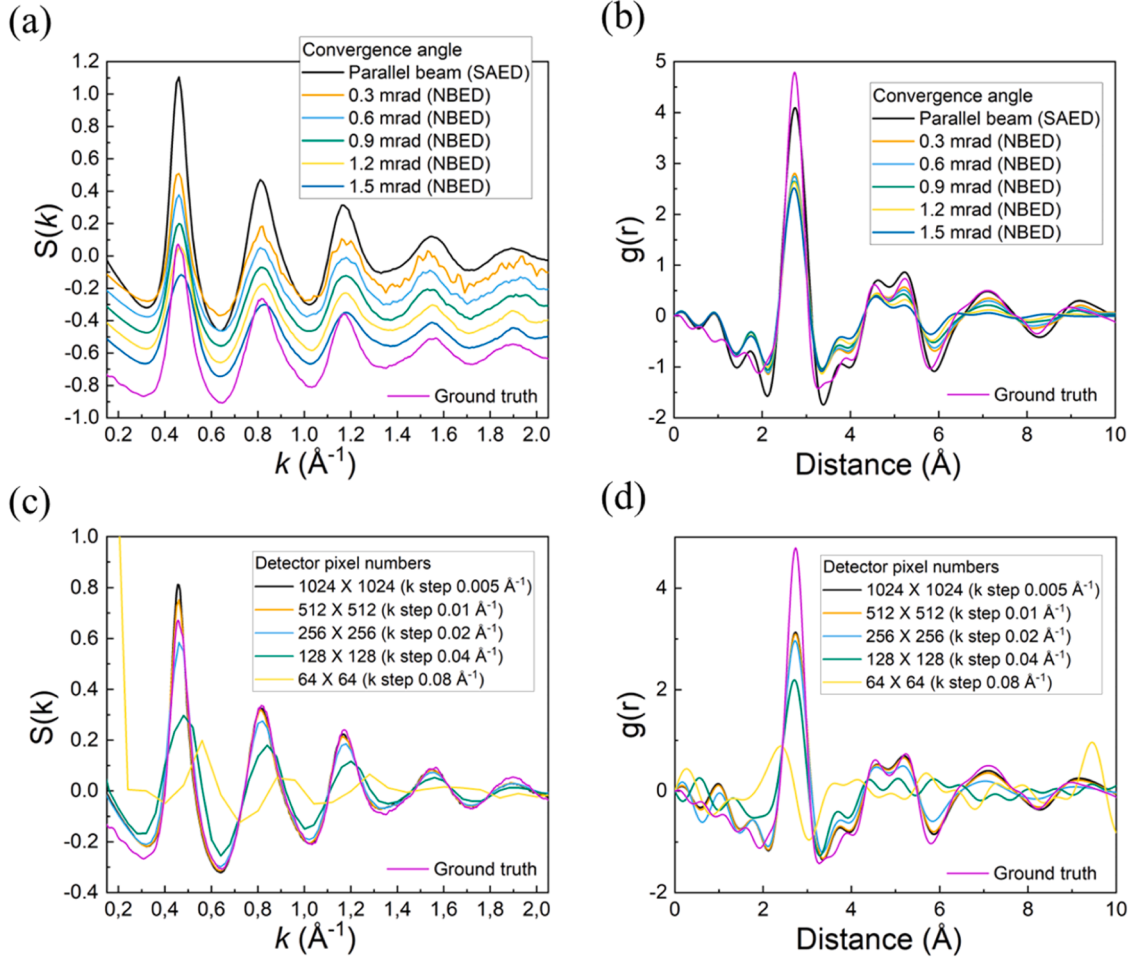 (a)
Convergence angle
Parallel beam (SAED)
0.3 mrad (NBED)
0.6 mrad (NBED)
0.9 mrad (NBED)
1.2 mrad (NBED)
1.5 mrad (NBED)
1.2
1.0
0.8
0.6
0.4
0.2
0.0
-0.2
-0.4
-0.6
-0.8
-1.0
S(k)
Ground truth
0.2 0.4 0.6 0.8 1.0 1.2 1.4 1.6 1.8 2.0
k (Å-1)
(b)
Convergence angle
Parallel beam (SAED)
0.3 mrad (NBED)
0.6 mrad (NBED)
0.9 mrad (NBED)
1.2 mrad (NBED)
1.5 mrad (NBED)
5
4
3
2
1
0
-1
-2
g(r)
Ground truth
0 2 4 6 8 10
Distance (Å)
(c)
Detector pixel numbers
1024 X 1024 (k step 0.005 Å-1)
512 X 512 (k step 0.01 Å-1)
256 X 256 (k step 0.02 Å-1)
128 X 128 (k step 0.04 Å-1)
64 X 64 (k step 0.08 Å-1)
1.0
0.8
0.6
0.4
0.2
0.0
-0.2
-0.4
S(k)
Ground truth
0,2 0,4 0,6 0,8 1,0 1,2 1,4 1,6 1,8 2,0
k (Å-1)
(d)
Detector pixel numbers
1024 X 1024 (k step 0.005 Å-1)
512 X 512 (k step 0.01 Å-1)
256 X 256 (k step 0.02 Å-1)
128 X 128 (k step 0.04 Å-1)
64 X 64 (k step 0.08 Å-1)
4
2
0
-2
g(r)
Ground truth
0 2 4 6 8 10
Distance (Å)